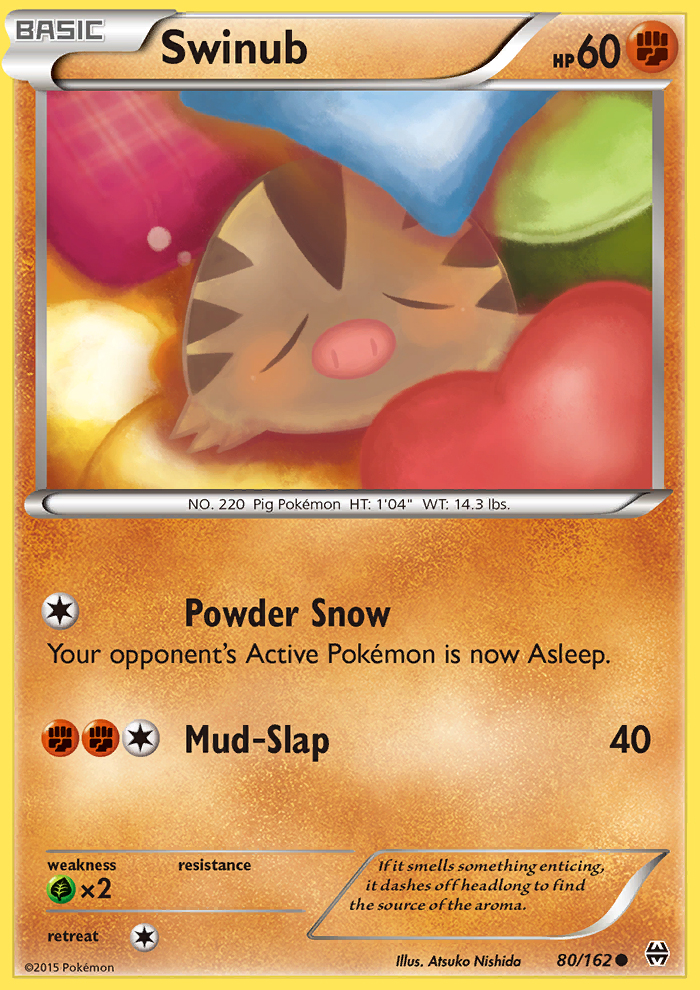 BASIC
Swinub
HP60
NO. 220 Pig Pokémon HT: 1'04" WT: 14.3 lbs.
Powder Snow
Your opponent's Active Pokémon is now Asleep.
Mud-Slap 40
weakness resistance
×2
If it smells something enticing,
it dashes off headlong to find
the source of the aroma.
retreat
Illus. Atsuko Nishida 80/162
©2015 Pokémon